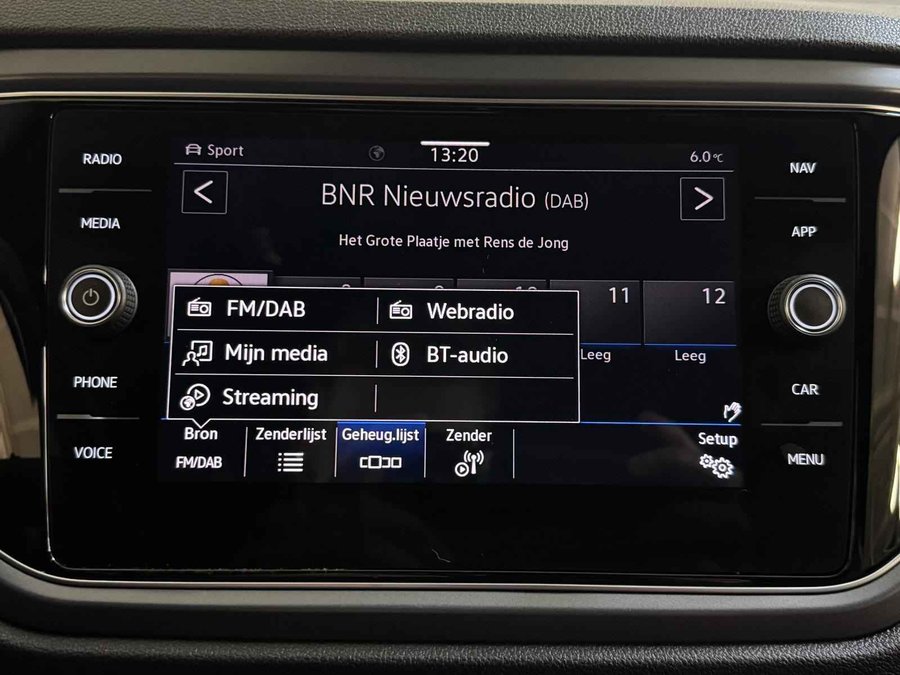 RADIO
MEDIA
PHONE
VOICE
Sport
13:20
6.0°C
<
BNR Nieuwsradio (DAB)
>
Het Grote Plaatje met Rens de Jong
11
12
Leeg
Leeg
FM/DAB
Webradio
Mijn media
BT-audio
Streaming
Bron
Zenderlijst
Geheug.lijst
Zender
Setup
FM/DAB
NAV
APP
CAR
MENU